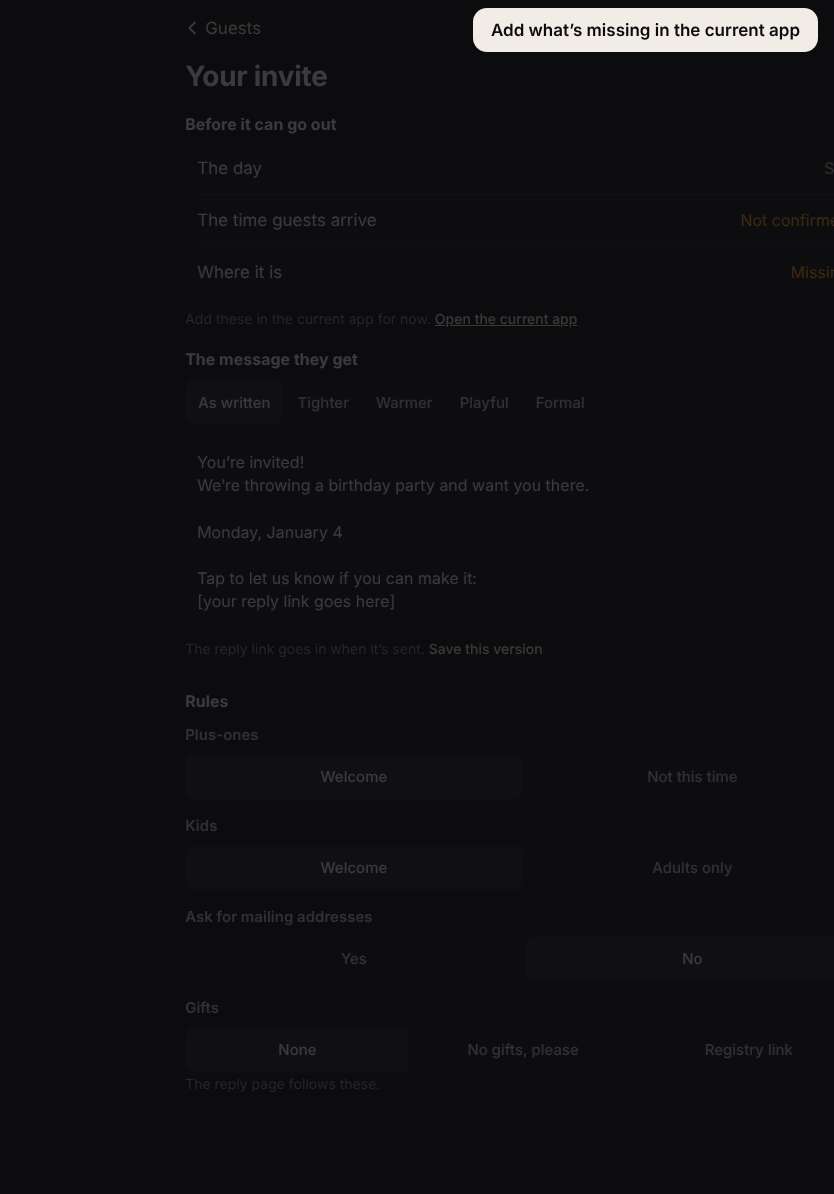 Guests
Add what's missing in the current app
Your invite
Before it can go out
The day
The time guests arrive
Where it is
Add these in the current app for now. Open the current app
The message they get
As written Tighter Warmer Playful Formal
You're invited!
We're throwing a birthday party and want you there.
Monday, January 4
Tap to let us know if you can make it:
[your reply link goes here]
The reply link goes in when it's sent. Save this version
Rules
Plus-ones
Welcome Not this time
Kids
Welcome Adults only
Ask for mailing addresses
Yes No
Gifts
None No gifts, please Registry link
The reply page follows these.